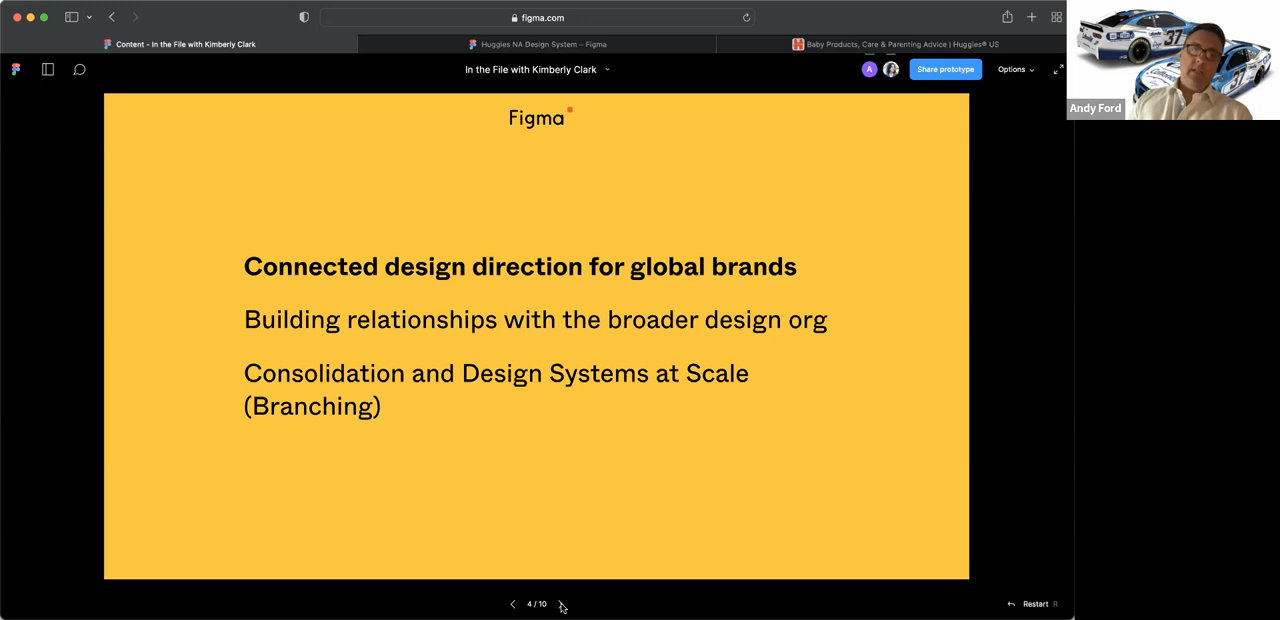 figma.com
Content - In the File with Kimberly Clark
Huggies NA Design System – Figma
Baby Products, Care & Parenting Advice | Huggies® US
In the File with Kimberly Clark
A
Share prototype
Options
37
37
Andy Ford
Figma
Connected design direction for global brands
Building relationships with the broader design org
Consolidation and Design Systems at Scale
(Branching)
4 / 10
Restart R